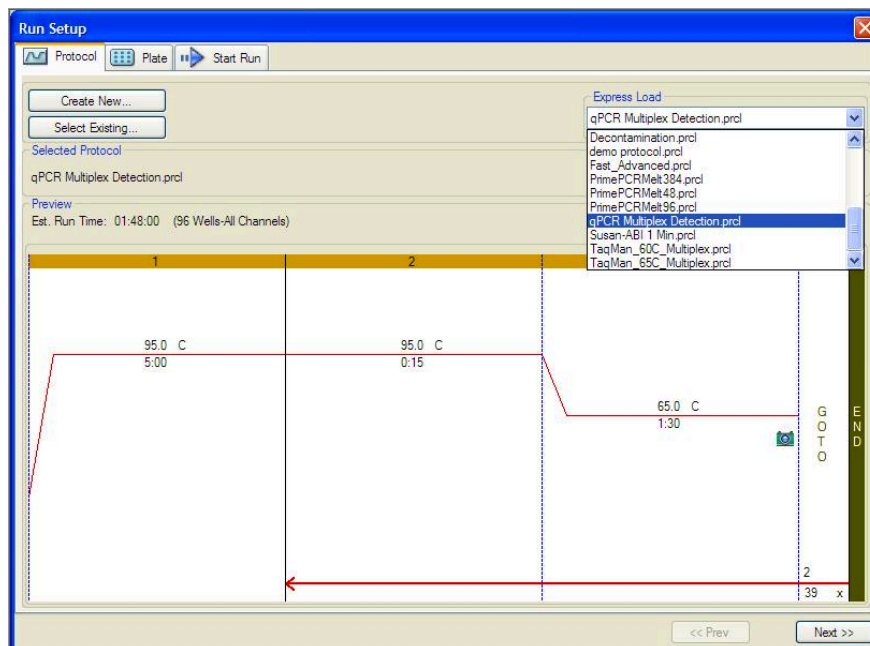 Run Setup
Protocol
Plate
Start Run
Create New...
Select Existing...
Express Load
qPCR Multiplex Detection.prcl
Decontamination.prcl
demo protocol.prcl
Fast_Advanced.prcl
PrimePCRMelt384.prcl
PrimePCRMelt48.prcl
PrimePCRMelt96.prcl
qPCR Multiplex Detection.prcl
Susan-ABI 1 Min.prcl
TaqMan_60C_Multiplex.prcl
TaqMan_65C_Multiplex.prcl
Selected Protocol
qPCR Multiplex Detection.prcl
Preview
Est. Run Time: 01:48:00 (96 Wells-All Channels)
1
2
95.0 C
5:00
95.0 C
0:15
65.0 C
1:30
GOTO
END
2
39 x
<< Prev
Next >>